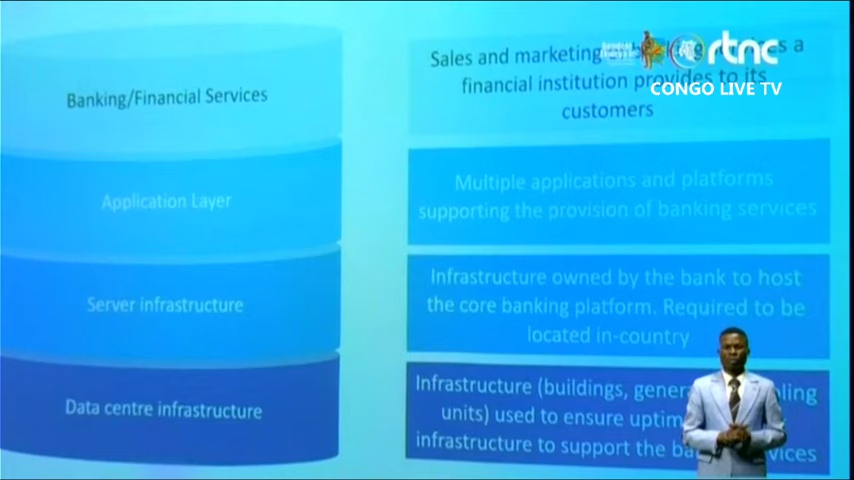 rtnc
CONGO LIVE TV
Banking/Financial Services
Sales and marketing a
financial institution provides to its
customers
Application Layer
Multiple applications and platforms
supporting the provision of banking services
Server infrastructure
Infrastructure owned by the bank to host
the core banking platform. Required to be
located in-country
Data centre infrastructure
Infrastructure (buildings,
units) used to ensure
infrastructure to support the